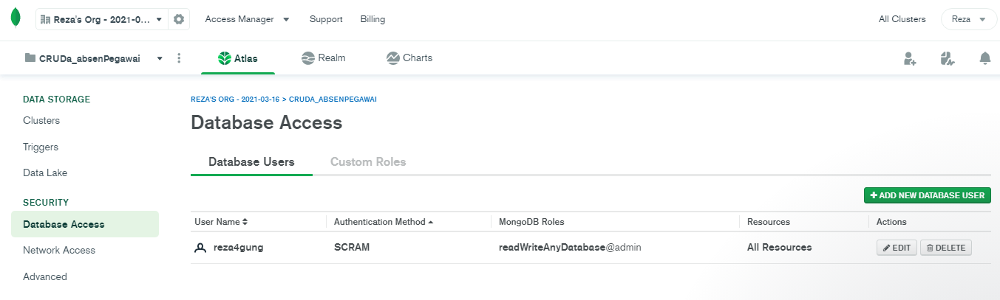 Reza's Org - 2021-0... Access Manager Support Billing All Clusters Reza
CRUDa_absenPegawai Atlas Realm Charts
DATA STORAGE
Clusters
Triggers
Data Lake
SECURITY
Database Access
Network Access
Advanced
REZA'S ORG - 2021-03-16 > CRUDA_ABSENPEGAWAI
Database Access
Database Users Custom Roles
+ ADD NEW DATABASE USER
User Name Authentication Method MongoDB Roles Resources Actions
reza4gung SCRAM readWriteAnyDatabase@admin All Resources EDIT DELETE